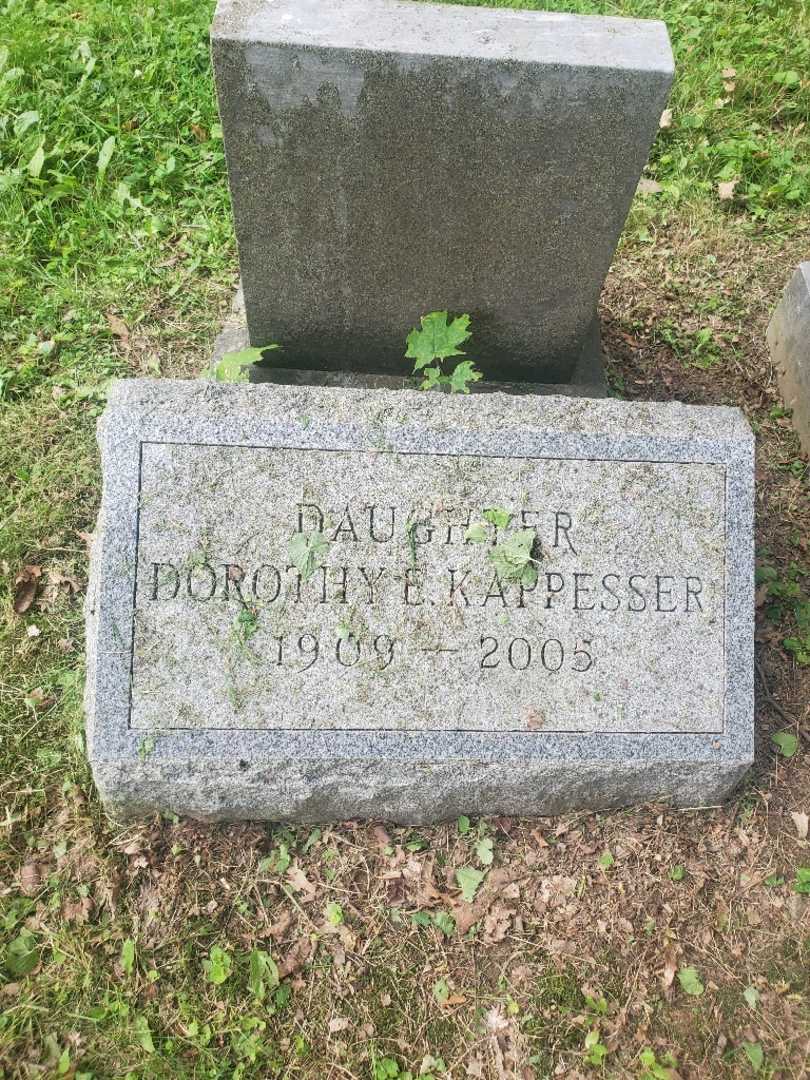 DAUGHTER
DOROTHY E. KAPPESSER
1909 — 2005